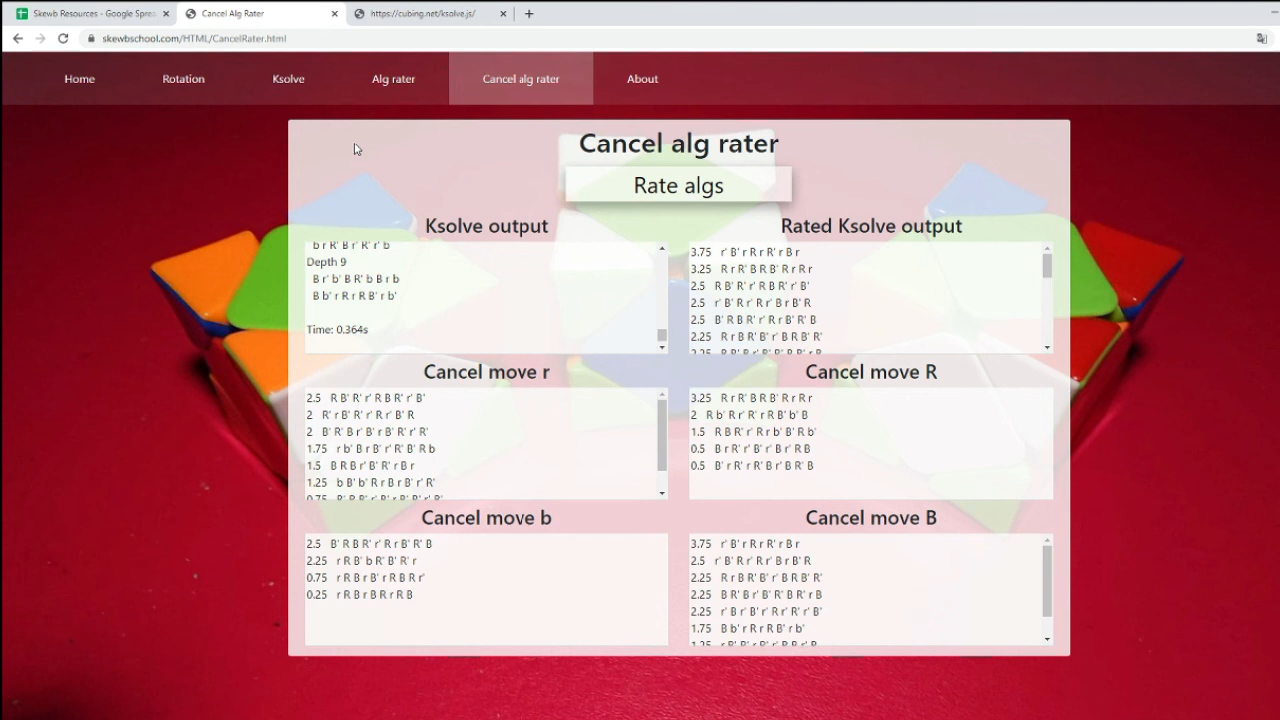 Skewb Resources - Google Sprea
Cancel Alg Rater
https://cubing.net/ksolve.js/
skewbschool.com/HTML/CancelRater.html
Home
Rotation
Ksolve
Alg rater
Cancel alg rater
About
Cancel alg rater
Rate algs
Ksolve output
b r R' B r' R' r' b
Depth 9
B r' b' B R' b B r b
B b' r R r R B' r b'
Time: 0.364s
Rated Ksolve output
3.75 r' B' r R r R' r B r
3.25 R r R' B R B' R r R r
2.5 R B' R' r' R B R' r' B'
2.5 r' B' R r' R r' B r B' R
2.5 B' R B R' r' R r B' R' B
2.25 R r B R' B' r' B R B' R'
Cancel move r
2.5 R B' R' r' R B R' r' B'
2 R' r B' R' r' R r' B' R
2 B' R' B r' B' r B' R' r' R'
1.75 r b' B r B' r' R' B' R b
1.5 B R B r' B' R' r B r
1.25 b B' b' R r B r B' r' R'
Cancel move R
3.25 R r R' B R B' R r R r
2 R b' R r' R' r R B' b' B
1.5 R B R' r' R r b' B' R b'
0.5 B r R' r' B' r' B r' R B
0.5 B' r R' r R' B r' B R' B
Cancel move b
2.5 B' R B R' r' R r B' R' B
2.25 r R B' b R' B' R' r
0.75 r R B r B' r R B R r'
0.25 r R B r B R r R B
Cancel move B
3.75 r' B' r R r R' r B r
2.5 r' B' R r' R r' B r B' R
2.25 R r B R' B' r' B R B' R'
2.25 B R' B r' B' R' B R' r B
2.25 r' B r' B' r' R r' R' r' B'
1.75 B b' r R r R B' r b'